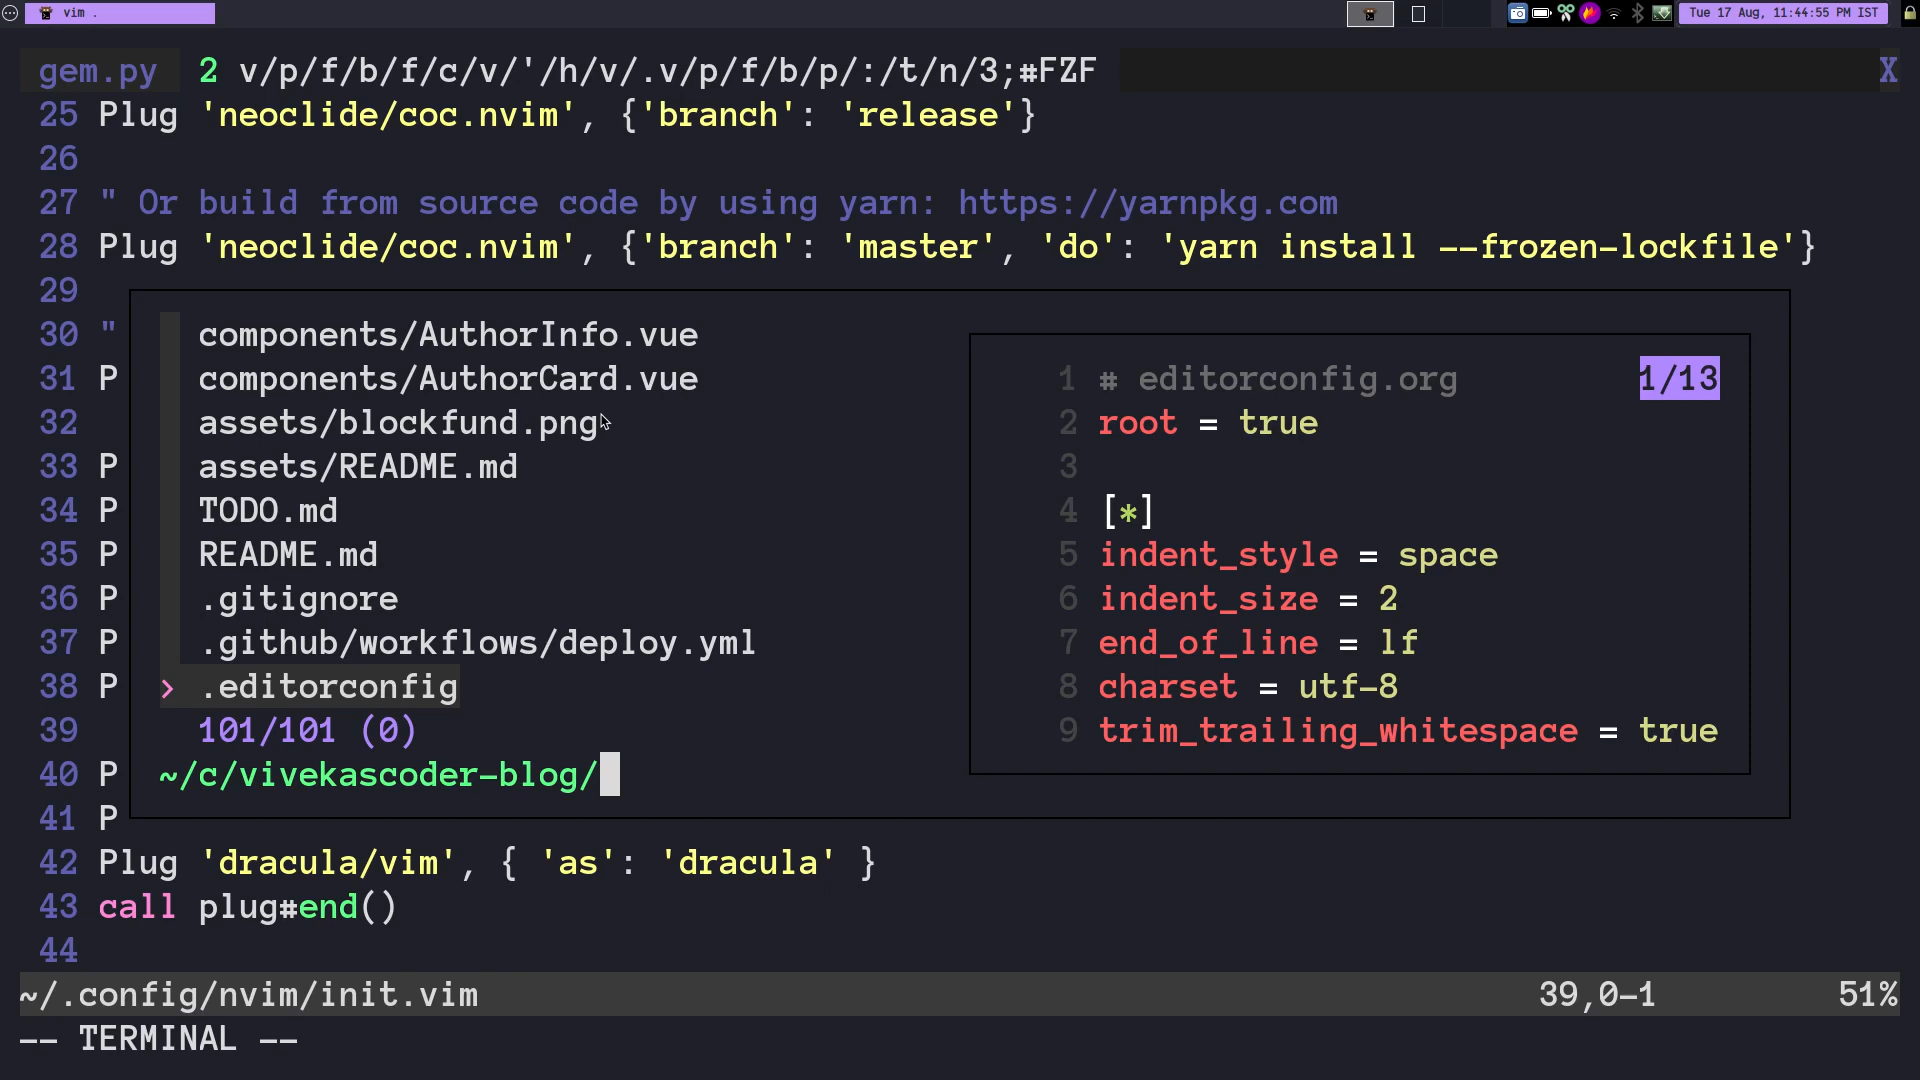 vim .
Tue 17 Aug, 11:44:55 PM IST
gem.py 2 v/p/f/b/f/c/v/'/h/v/.v/p/f/b/p/:/t/n/3;#FZF X
25 Plug 'neoclide/coc.nvim', {'branch': 'release'}
26
27 " Or build from source code by using yarn: https://yarnpkg.com
28 Plug 'neoclide/coc.nvim', {'branch': 'master', 'do': 'yarn install --frozen-lockfile'}
29
30 "
31 P
32
33 P
34 P
35 P
36 P
37 P
38 P
39
40 P
41 P
components/AuthorInfo.vue
components/AuthorCard.vue
assets/blockfund.png
assets/README.md
TODO.md
README.md
.gitignore
.github/workflows/deploy.yml
> .editorconfig
101/101 (0)
~/c/vivekascoder-blog/
1 # editorconfig.org 1/13
2 root = true
3
4 [*]
5 indent_style = space
6 indent_size = 2
7 end_of_line = lf
8 charset = utf-8
9 trim_trailing_whitespace = true
42 Plug 'dracula/vim', { 'as': 'dracula' }
43 call plug#end()
44
~/.config/nvim/init.vim 39,0-1 51%
-- TERMINAL --